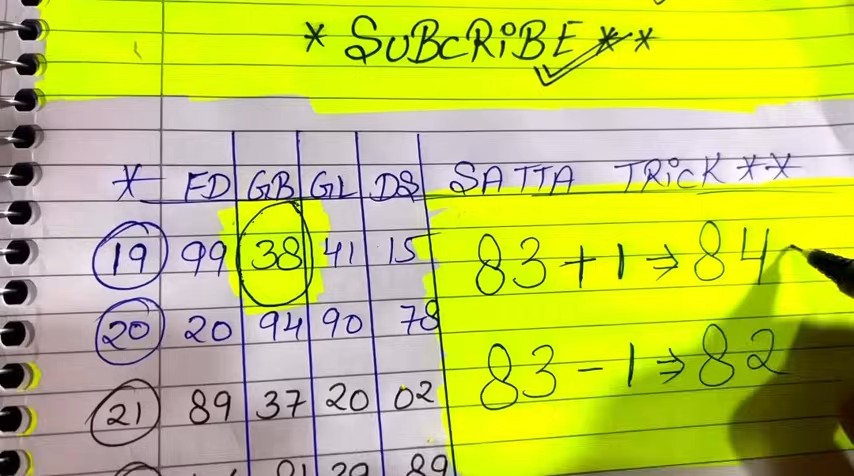 * SUBCRiBE **
* FD GB GL DS SATTA TRiCK **
19 99 38 41 15 83+1⇒84
20 20 94 90 78
83-1⇒82
21 89 37 20 02
89